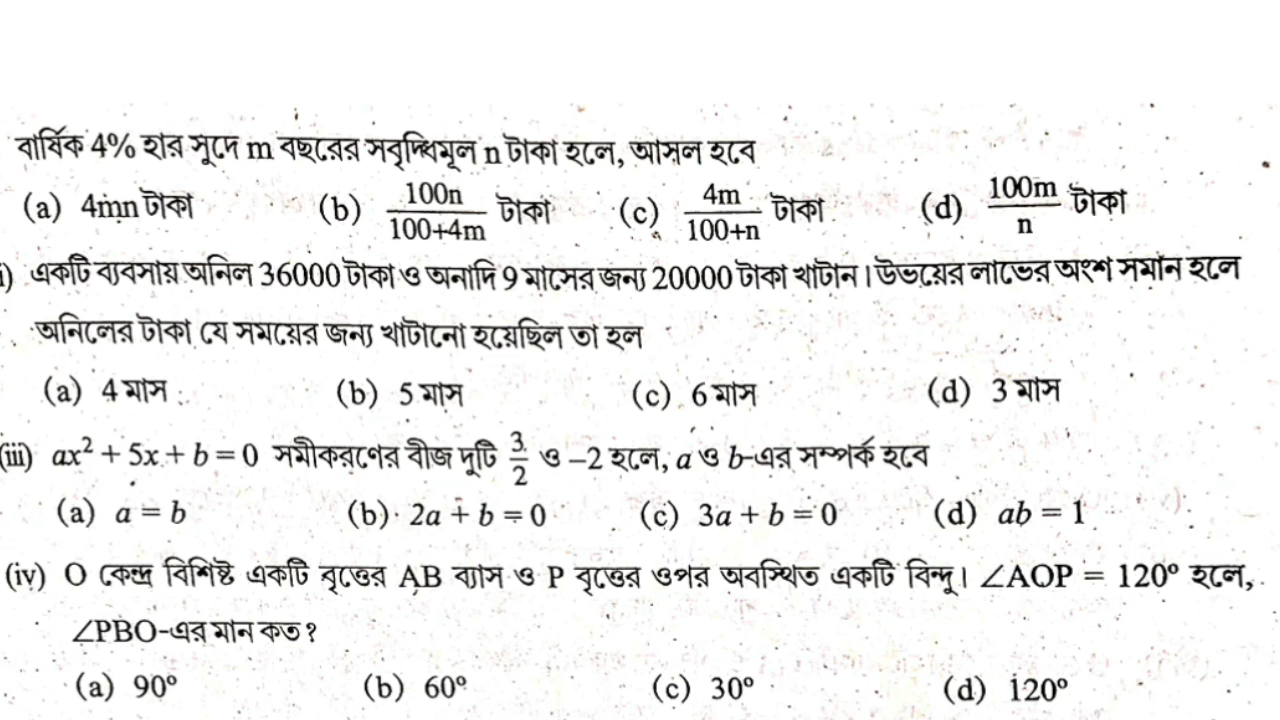 বার্ষিক 4% হার সুদে m বছরের সবৃদ্ধিমূল n টাকা হলে, আসল হবে
(a) 4mn টাকা (b) 100n/100+4m টাকা (c) 4m/100+n টাকা (d) 100m/n টাকা
i) একটি ব্যবসায় অনিল 36000 টাকা ও অনাদি 9 মাসের জন্য 20000 টাকা খাটান। উভয়ের লাভের অংশ সমান হলে
অনিলের টাকা যে সময়ের জন্য খাটানো হয়েছিল তা হল
(a) 4 মাস (b) 5 মাস (c) 6 মাস (d) 3 মাস
(iii) ax² + 5x + b = 0 সমীকরণের বীজ দুটি 3/2 ও –2 হলে, a ও b-এর সম্পর্ক হবে
(a) a = b (b) 2a + b = 0 (c) 3a + b = 0 (d) ab = 1
(iv) O কেন্দ্র বিশিষ্ট একটি বৃত্তের AB ব্যাস ও P বৃত্তের ওপর অবস্থিত একটি বিন্দু। ∠AOP = 120° হলে,
∠PBO-এর মান কত?
(a) 90° (b) 60° (c) 30° (d) 120°